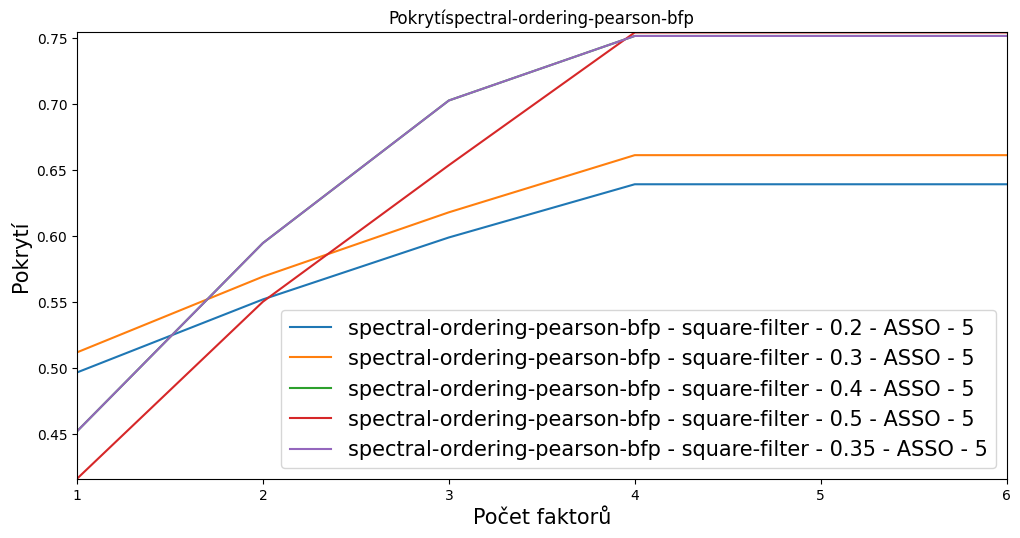 Pokrytíspectral-ordering-pearson-bfp
0.75
0.70
0.65
0.60
0.55
0.50
0.45
Pokrytí
spectral-ordering-pearson-bfp - square-filter - 0.2 - ASSO - 5
spectral-ordering-pearson-bfp - square-filter - 0.3 - ASSO - 5
spectral-ordering-pearson-bfp - square-filter - 0.4 - ASSO - 5
spectral-ordering-pearson-bfp - square-filter - 0.5 - ASSO - 5
spectral-ordering-pearson-bfp - square-filter - 0.35 - ASSO - 5
1 2 3 4 5 6
Počet faktorů